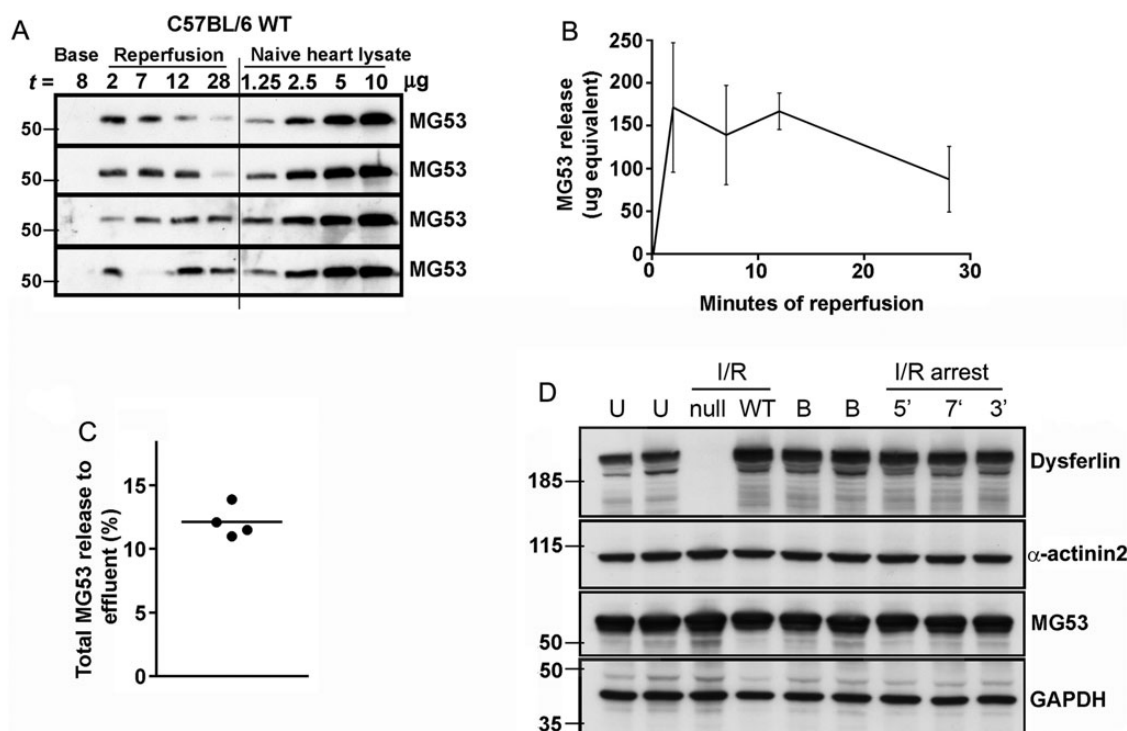 A
C57BL/6 WT
Base Reperfusion Naive heart lysate
t = 8 2 7 12 28 1.25 2.5 5 10 μg
50 MG53
50 MG53
50 MG53
50 MG53
B
MG53 release
(ug equivalent)
250
200
150
100
50
0
0 10 20 30
Minutes of reperfusion
C
Total MG53 release to
effluent (%)
15
10
5
0
D
I/R I/R arrest
U U null WT B B 5' 7‘ 3'
185 Dysferlin
115 α-actinin2
50 MG53
50
GAPDH
35